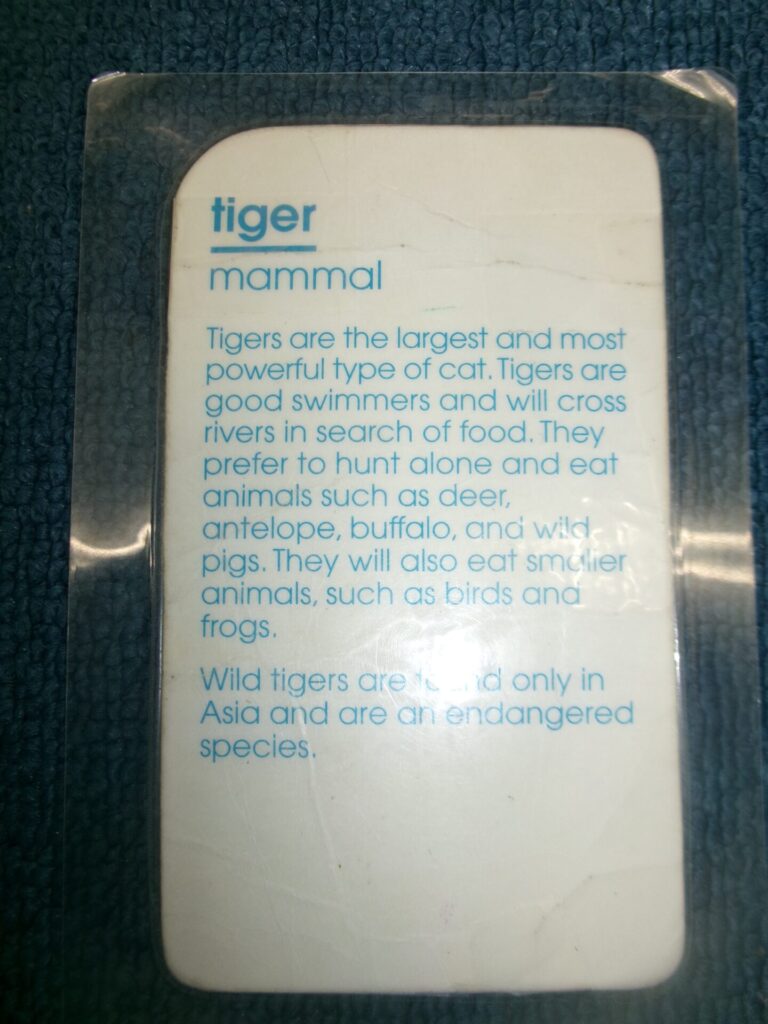 tiger
mammal
Tigers are the largest and most
powerful type of cat. Tigers are
good swimmers and will cross
rivers in search of food. They
prefer to hunt alone and eat
animals such as deer,
antelope, buffalo, and wild
pigs. They will also eat smaller
animals, such as birds and
frogs.
Wild tigers are found only in
Asia and are an endangered
species.